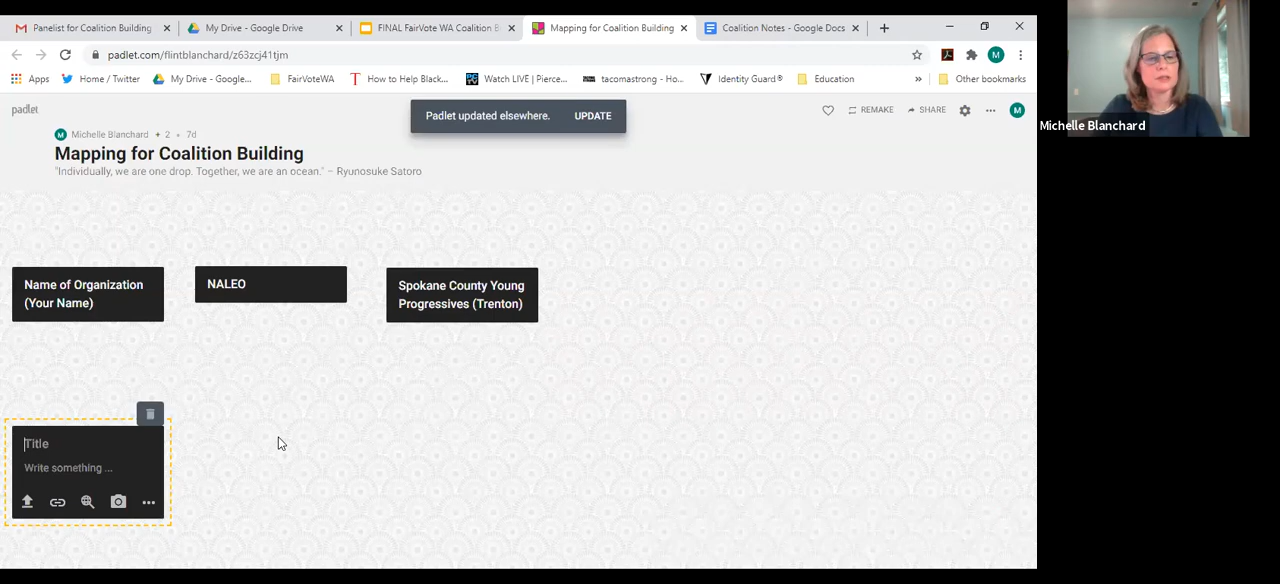 Panelist for Coalition Building
My Drive - Google Drive
FINAL FairVote WA Coalition B
Mapping for Coalition Building
Coalition Notes - Google Docs
padlet.com/flintblanchard/z63zcj41tjm
M
Apps
Home / Twitter
My Drive - Google...
FairVoteWA
How to Help Black...
Watch LIVE | Pierce...
tacomastrong - Ho...
Identity Guard®
Education
»
Other bookmarks
padlet
Padlet updated elsewhere.
UPDATE
REMAKE
SHARE
M
M
Michelle Blanchard + 2 • 7d
Mapping for Coalition Building
"Individually, we are one drop. Together, we are an ocean." – Ryunosuke Satoro
Michelle Blanchard
Name of Organization
(Your Name)
NALEO
Spokane County Young
Progressives (Trenton)
Title
Write something ...